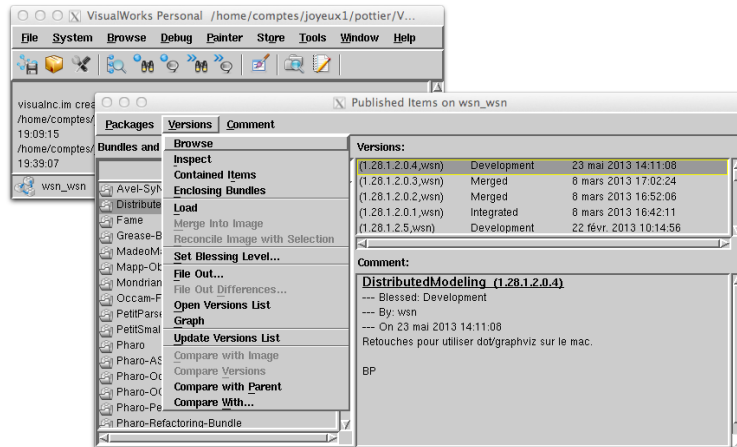 VisualWorks Personal /home/comptes/joyeux1/pottier/V...
File System Browse Debug Painter Store Tools Window Help
visualnc.im crea
/home/comptes/
19:09:15
/home/comptes/
19:39:07
wsn_wsn
Published Items on wsn_wsn
Packages Versions Comment
Bundles and
Avel-SyN
Distribute
Fame
Grease-B
MadeoMa
Mapp-Ob
Mondrian
Occam-F
PetitParse
PetitSmal
Pharo
Pharo-AS
Pharo-Oc
Pharo-OC
Pharo-Pe
Pharo-Refactoring-Bundle
Browse
Inspect
Contained Items
Enclosing Bundles
Load
Merge Into Image
Reconcile Image with Selection
Set Blessing Level...
File Out...
File Out Differences...
Open Versions List
Graph
Update Versions List
Compare with Image
Compare Versions
Compare with Parent
Compare With...
Versions:
(1.28.1.2.0.4,wsn) Development 23 mai 2013 14:11:08
(1.28.1.2.0.3,wsn) Merged 8 mars 2013 17:02:24
(1.28.1.2.0.2,wsn) Merged 8 mars 2013 16:52:06
(1.28.1.2.0.1,wsn) Integrated 8 mars 2013 16:42:11
(1.28.1.2.5,wsn) Development 22 févr. 2013 10:14:56
Comment:
DistributedModeling (1.28.1.2.0.4)
--- Blessed: Development
--- By: wsn
--- On 23 mai 2013 14:11:08
Retouches pour utiliser dot/graphviz sur le mac.
BP